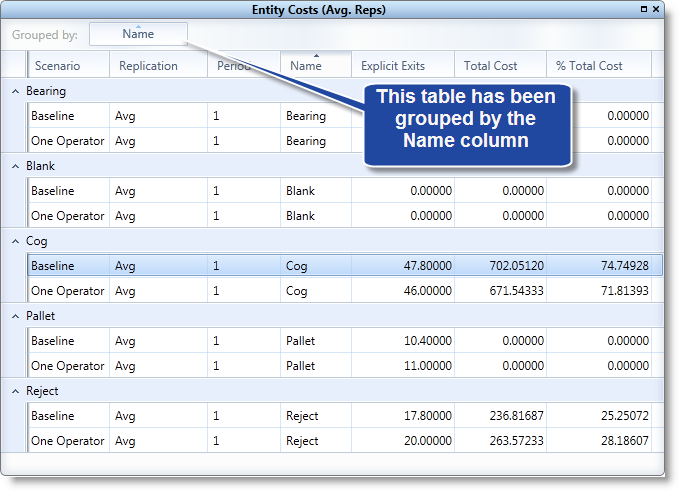 Entity Costs (Avg. Reps)
Grouped by: Name
Scenario Replication Period Name Explicit Exits Total Cost % Total Cost
This table has been
grouped by the
Name column
Bearing
Baseline Avg 1 Bearing 0.00000
One Operator Avg 1 Bearing 0.00000
Blank
Baseline Avg 1 Blank 0.00000 0.00000 0.00000
One Operator Avg 1 Blank 0.00000 0.00000 0.00000
Cog
Baseline Avg 1 Cog 47.80000 702.05120 74.74928
One Operator Avg 1 Cog 46.00000 671.54333 71.81393
Pallet
Baseline Avg 1 Pallet 10.40000 0.00000 0.00000
One Operator Avg 1 Pallet 11.00000 0.00000 0.00000
Reject
Baseline Avg 1 Reject 17.80000 236.81687 25.25072
One Operator Avg 1 Reject 20.00000 263.57233 28.18607